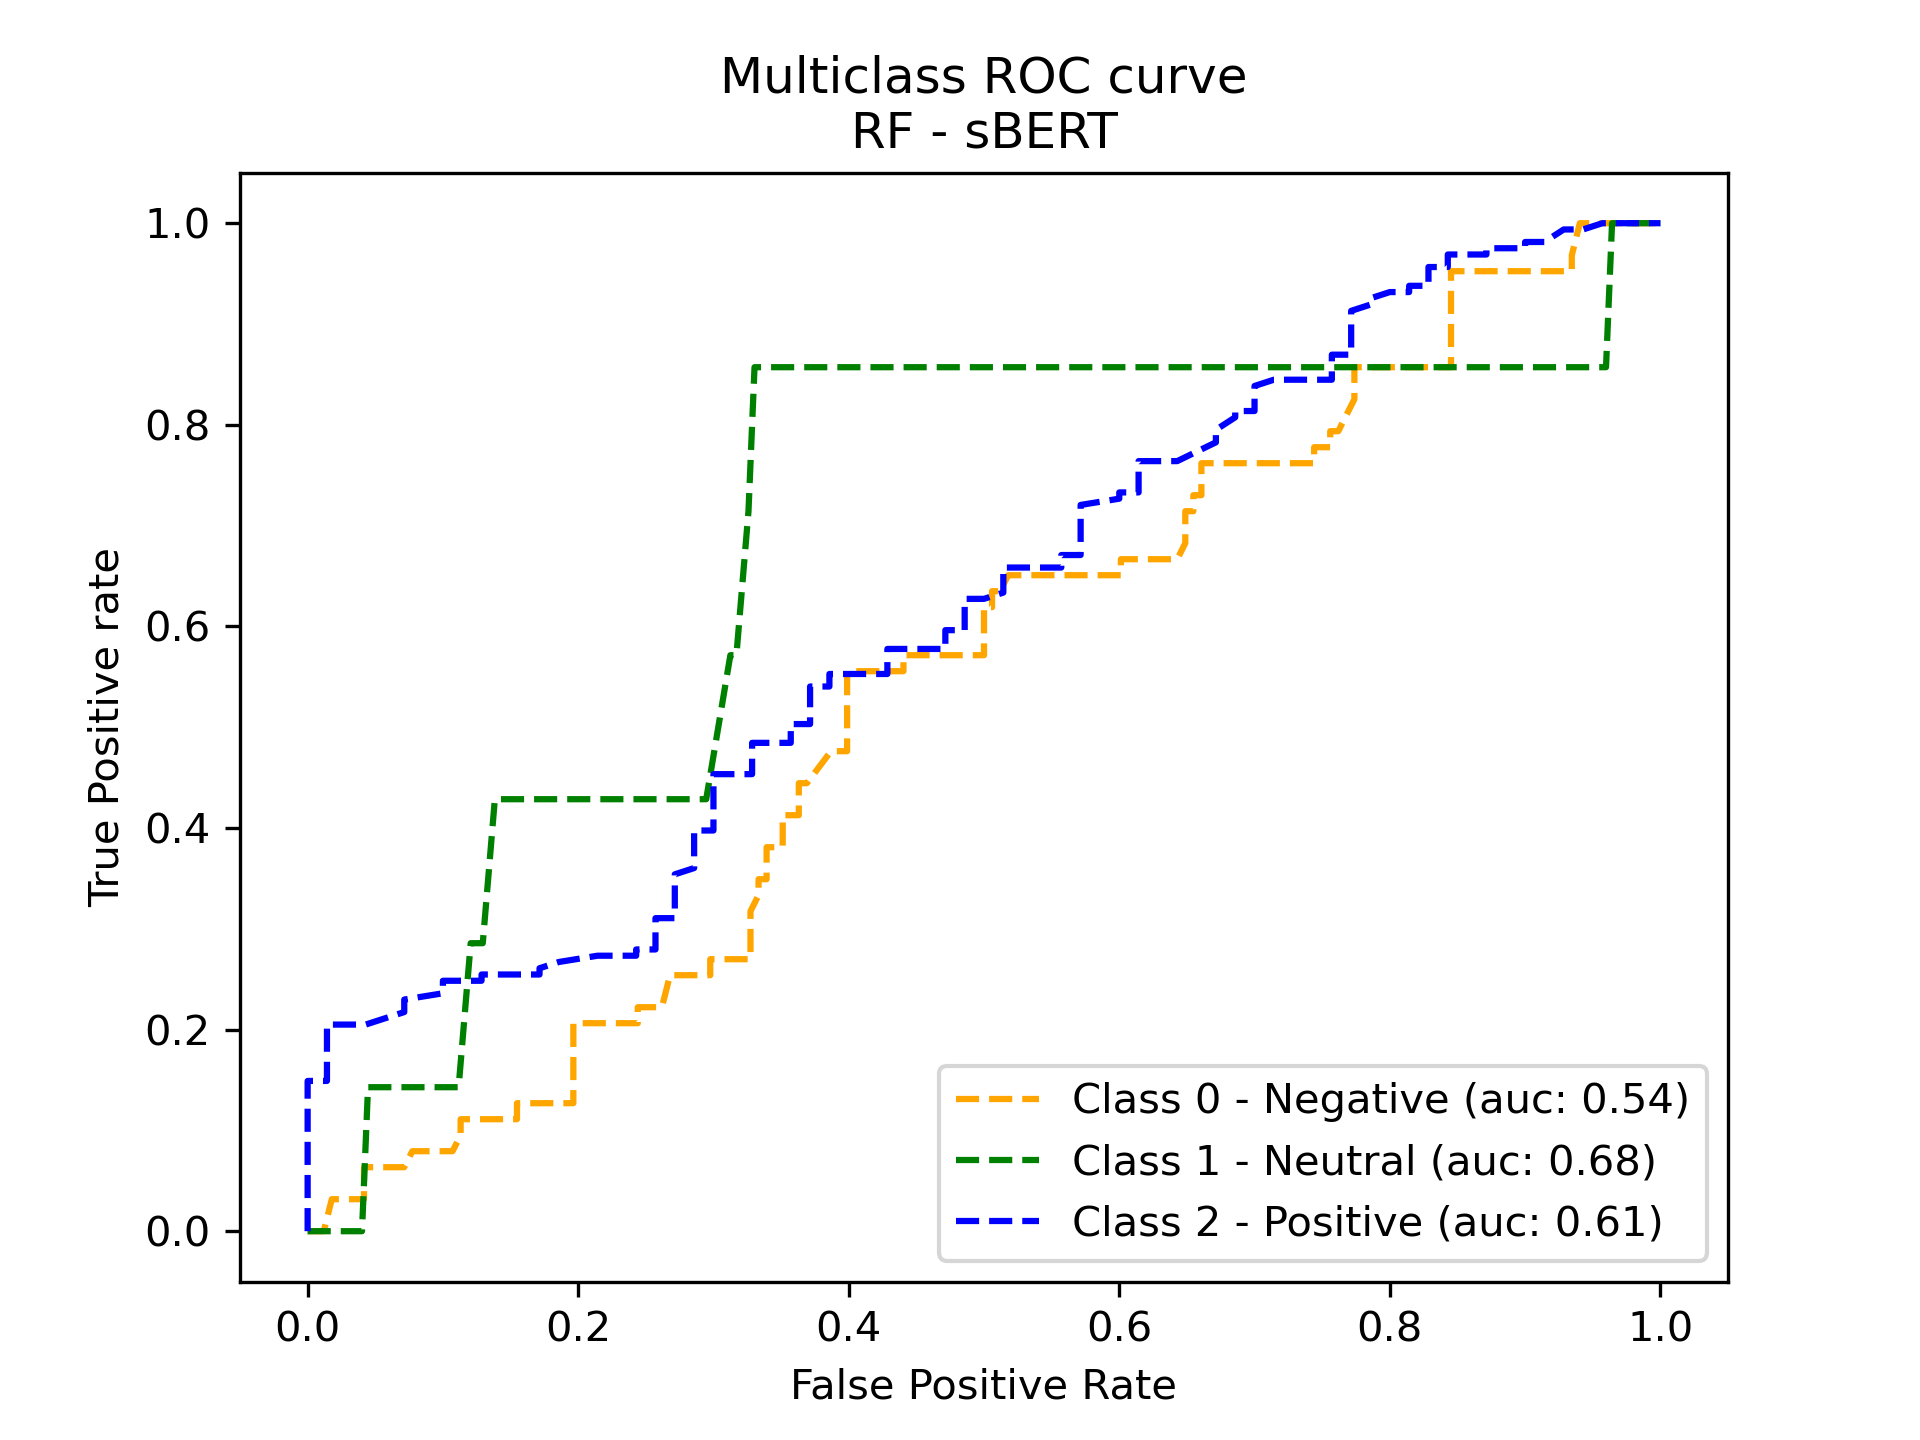 Multiclass ROC curve
RF - sBERT
True Positive rate
1.0
0.8
0.6
0.4
0.2
0.0
Class 0 - Negative (auc: 0.54)
Class 1 - Neutral (auc: 0.68)
Class 2 - Positive (auc: 0.61)
0.0 0.2 0.4 0.6 0.8 1.0
False Positive Rate